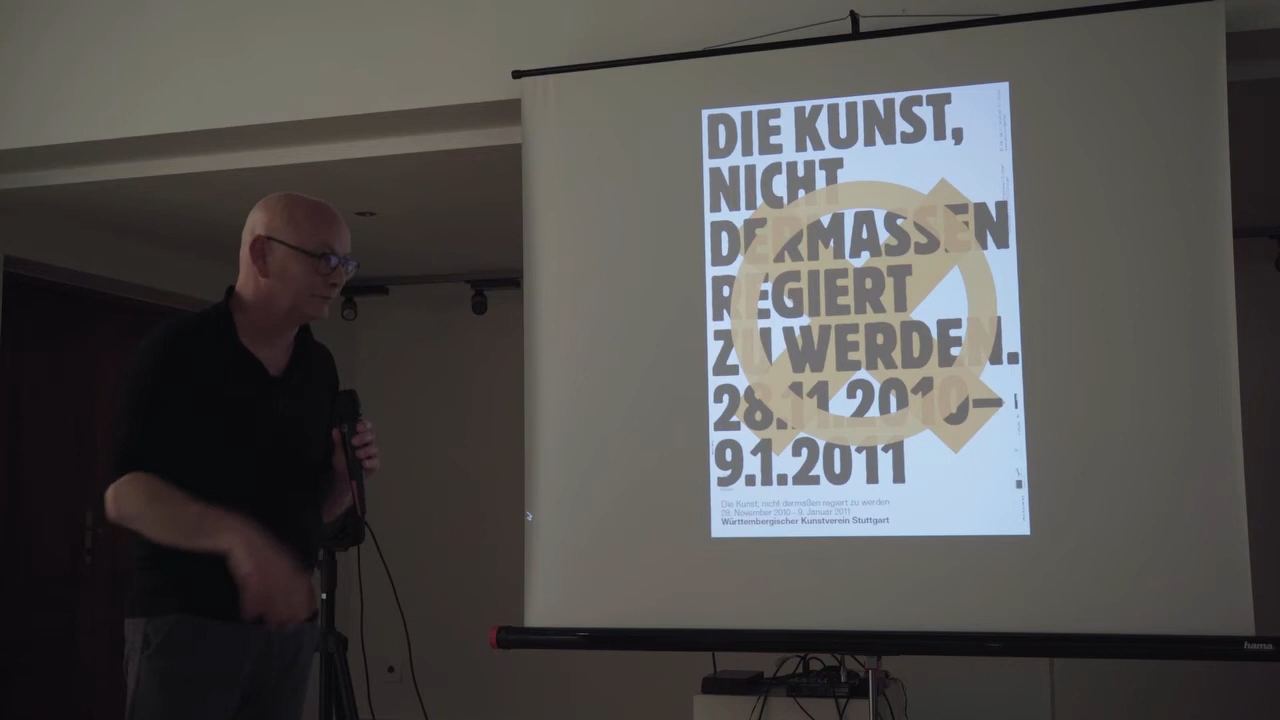 DIE KUNST,
NICHT
DERMASSEN
REGIERT
ZU WERDEN.
28.11.2010–
9.1.2011
Die Kunst, nicht dermaßen regiert zu werden
28. November 2010 – 9. Januar 2011
Württembergischer Kunstverein Stuttgart
hama